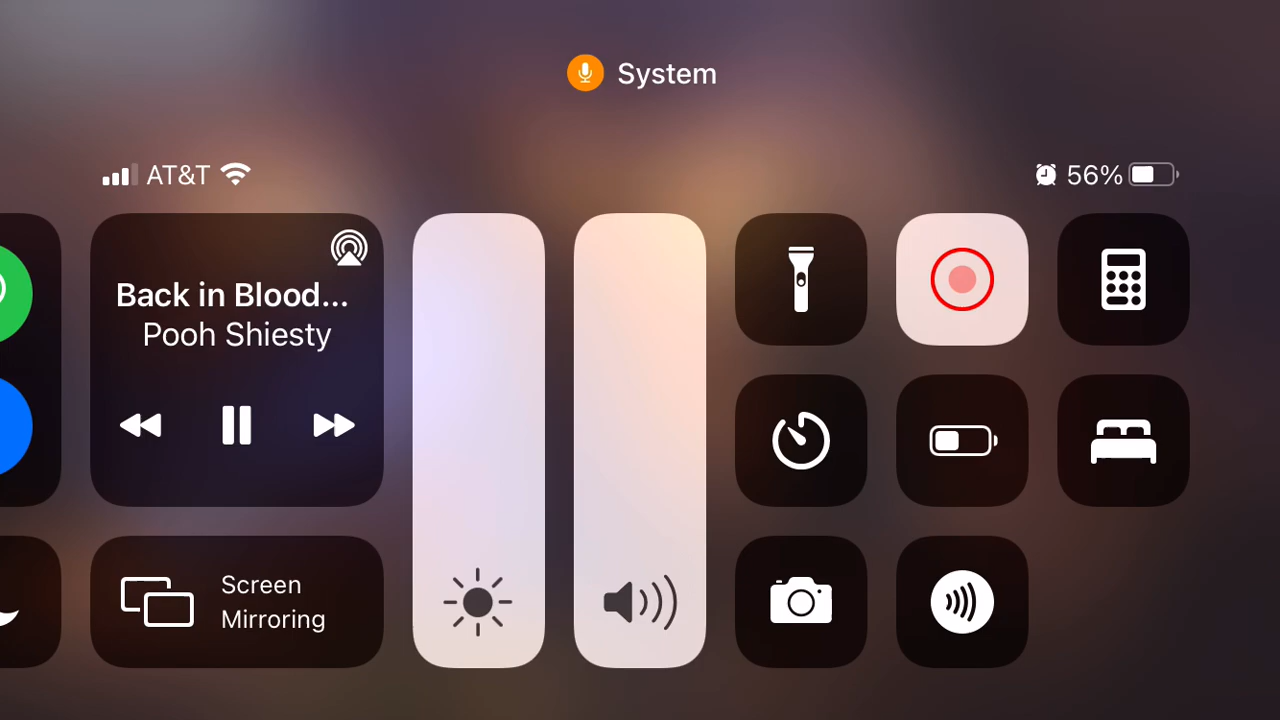 System
AT&T
56%
Back in Blood...
Pooh Shiesty
Screen
Mirroring